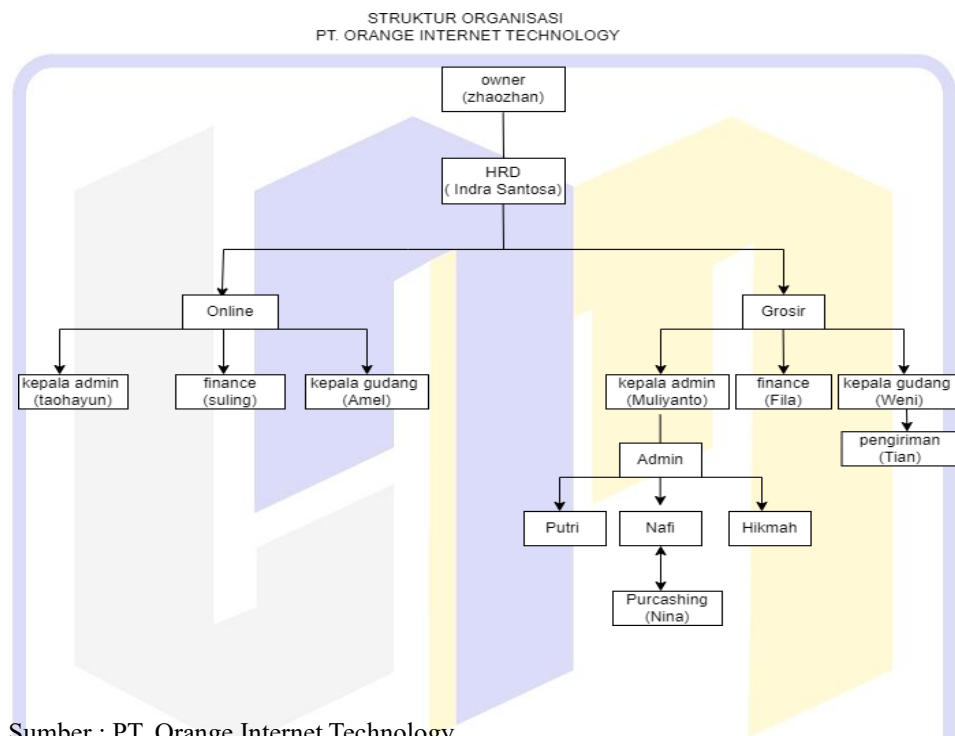 STRUKTUR ORGANISASI
PT. ORANGE INTERNET TECHNOLOGY
owner
(zhaozhan)
HRD
( Indra Santosa)
Online
Grosir
kepala admin
(taohayun)
finance
(suling)
kepala gudang
(Amel)
kepala admin
(Muliyanto)
finance
(Fila)
kepala gudang
(Weni)
pengiriman
(Tian)
Admin
Putri
Nafi
Hikmah
Purcashing
(Nina)
Sumber : PT. Orange Internet Technology